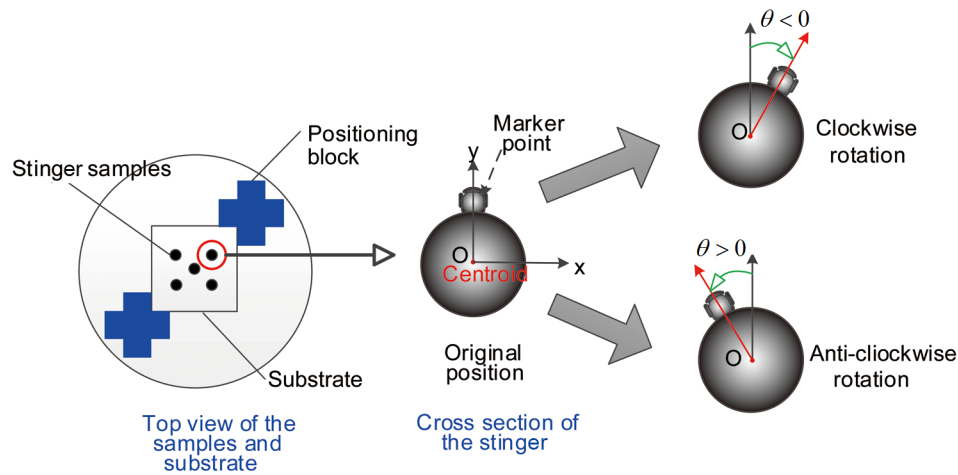 Positioning
block
Stinger samples
Substrate
Top view of the
samples and
substrate
Marker
point
y
O
x
Centroid
Original
position
Cross section of
the stinger
θ < 0
O
Clockwise
rotation
θ > 0
O
Anti-cliockwise
rotation